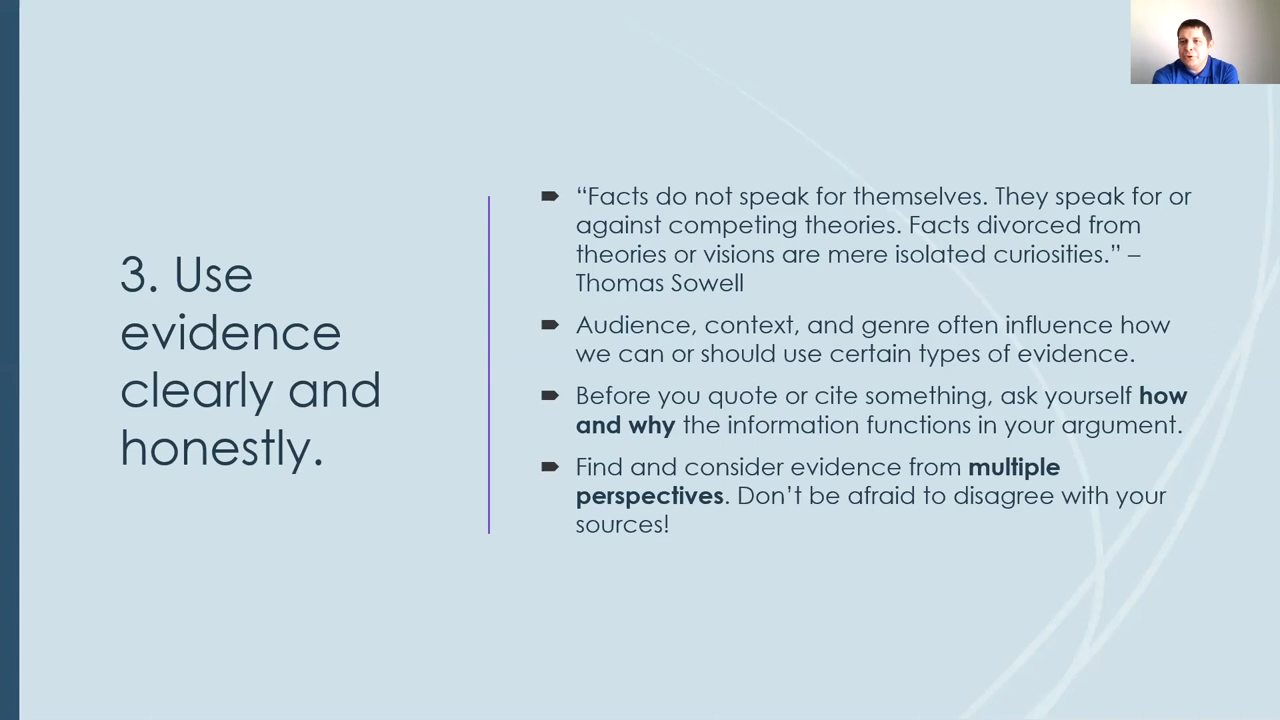 3. Use
evidence
clearly and
honestly.
“Facts do not speak for themselves. They speak for or
against competing theories. Facts divorced from
theories or visions are mere isolated curiosities.” –
Thomas Sowell
Audience, context, and genre often influence how
we can or should use certain types of evidence.
Before you quote or cite something, ask yourself how
and why the information functions in your argument.
Find and consider evidence from multiple
perspectives. Don’t be afraid to disagree with your
sources!